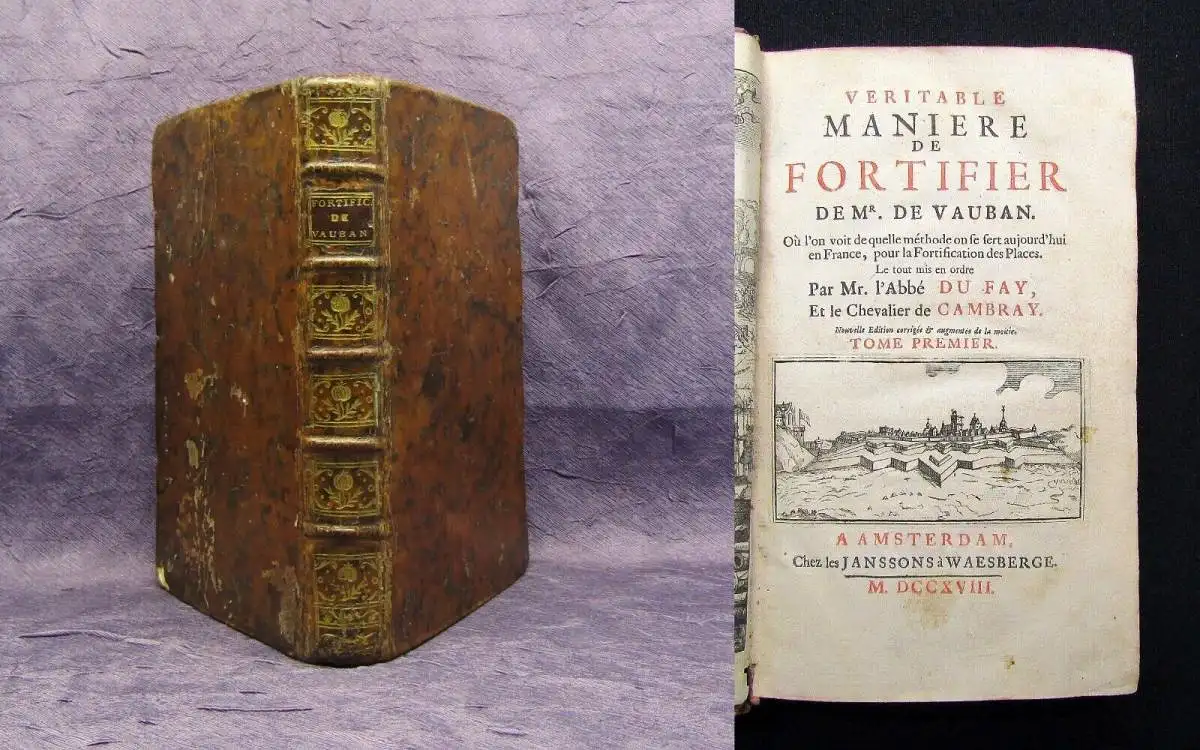 FORTIFIC
DE
VAUBAN
VERITABLE
MANIERE
DE
FORTIFIER
DE Mʀ. DE VAUBAN.
Où l'on voit de quelle méthode on se sert aujourd'hui
en France, pour la Fortification des Places.
Le tout mis en ordre
Par Mr. l'Abbé DU FAY,
Et le Chevalier de CAMBRAY.
Nouvelle Edition corrigée & augmentée de la moitié.
TOME PREMIER.
A AMSTERDAM,
Chez les JANSSONS à WAESBERGE.
M. DCCXVIII.